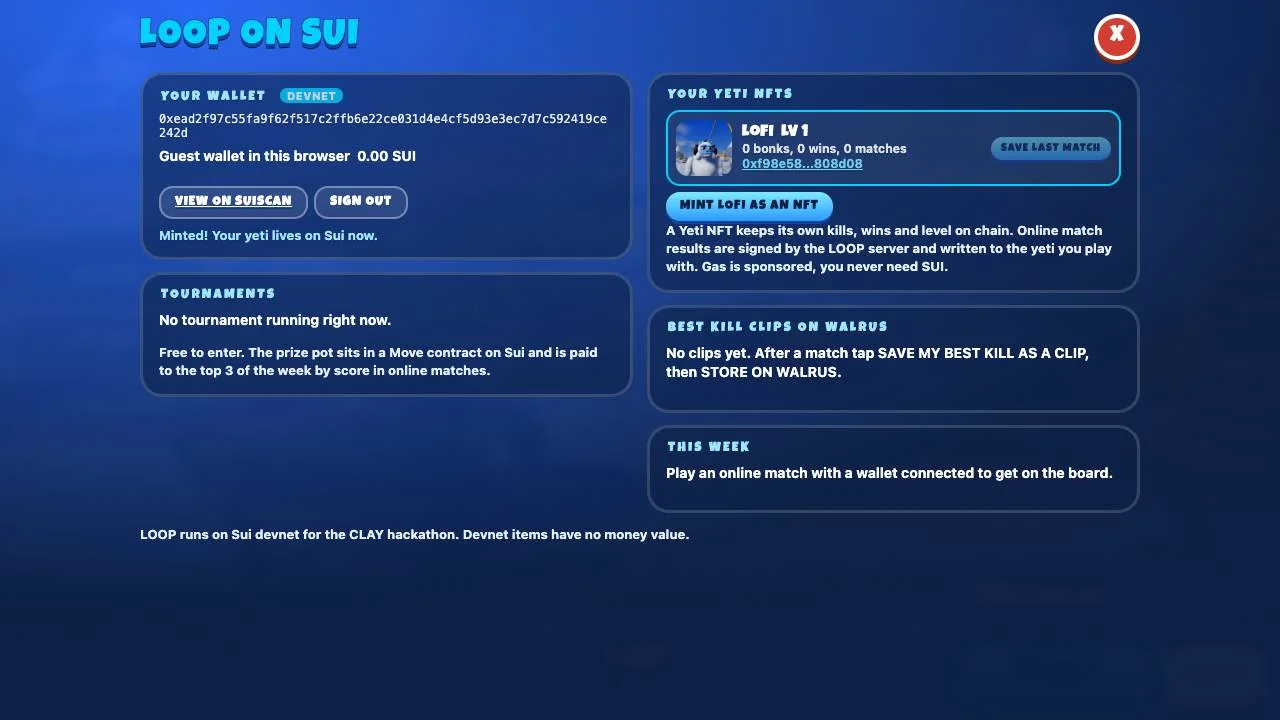 LOOP ON SUI
X
YOUR WALLET DEVNET
0xead2f97c55fa9f62f517c2ffb6e22ce031d4e4cf5d93e3ec7d7c592419ce
242d
Guest wallet in this browser 0.00 SUI
VIEW ON SUISCAN SIGN OUT
Minted! Your yeti lives on Sui now.
TOURNAMENTS
No tournament running right now.
Free to enter. The prize pot sits in a Move contract on Sui and is paid
to the top 3 of the week by score in online matches.
YOUR YETI NFTS
LOFI LV 1
0 bonks, 0 wins, 0 matches
0xf98e58...808d08
SAVE LAST MATCH
MINT LOFI AS AN NFT
A Yeti NFT keeps its own kills, wins and level on chain. Online match
results are signed by the LOOP server and written to the yeti you play
with. Gas is sponsored, you never need SUI.
BEST KILL CLIPS ON WALRUS
No clips yet. After a match tap SAVE MY BEST KILL AS A CLIP,
then STORE ON WALRUS.
THIS WEEK
Play an online match with a wallet connected to get on the board.
LOOP runs on Sui devnet for the CLAY hackathon. Devnet items have no money value.